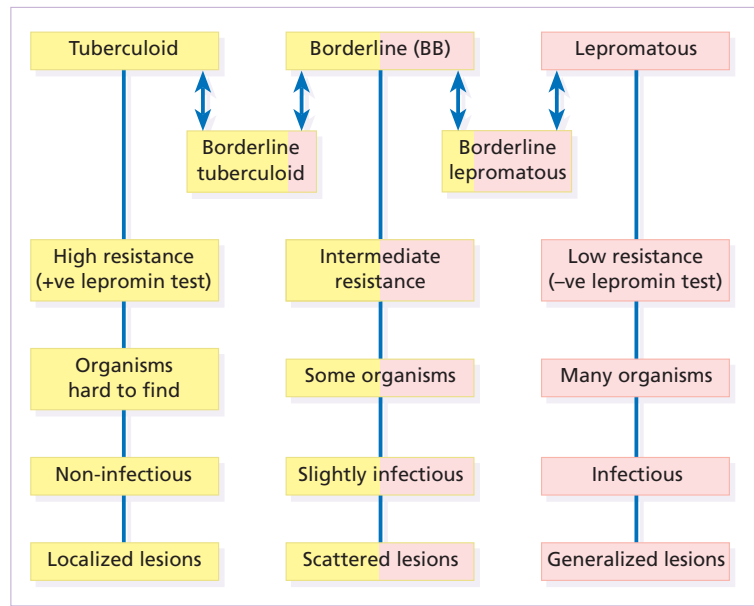 Tuberculoid
Borderline (BB)
Lepromatous
Borderline
tuberculoid
Borderline
lepromatous
High resistance
(+ve lepromin test)
Intermediate
resistance
Low resistance
(–ve lepromin test)
Organisms
hard to find
Some organisms
Many organisms
Non-infectious
Slightly infectious
Infectious
Localized lesions
Scattered lesions
Generalized lesions